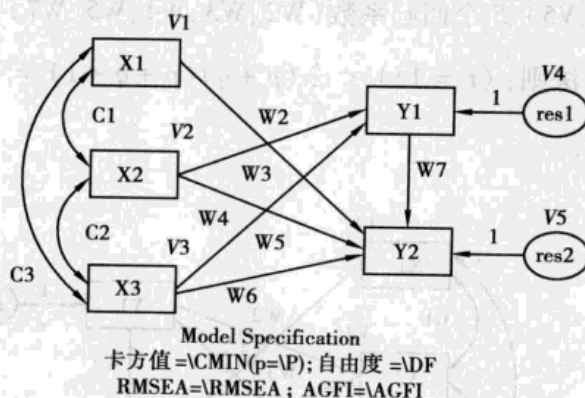 V1
X1
V4
C1
W2
Y1
1
res1
V2
X2
W3
W7
W4
C2
V3
W5
V5
C3
Y2
1
res2
X3
W6
Model Specification
卡方值=\CMIN(p=\P);自由度=\DF
RMSEA=\RMSEA；AGFI=\AGFI